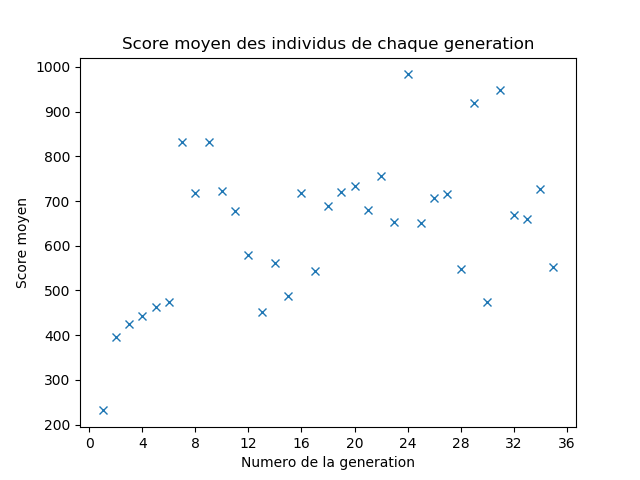 Score moyen des individus de chaque generation
1000
900
800
700
600
500
400
300
200
Score moyen
0 4 8 12 16 20 24 28 32 36
Numero de la generation